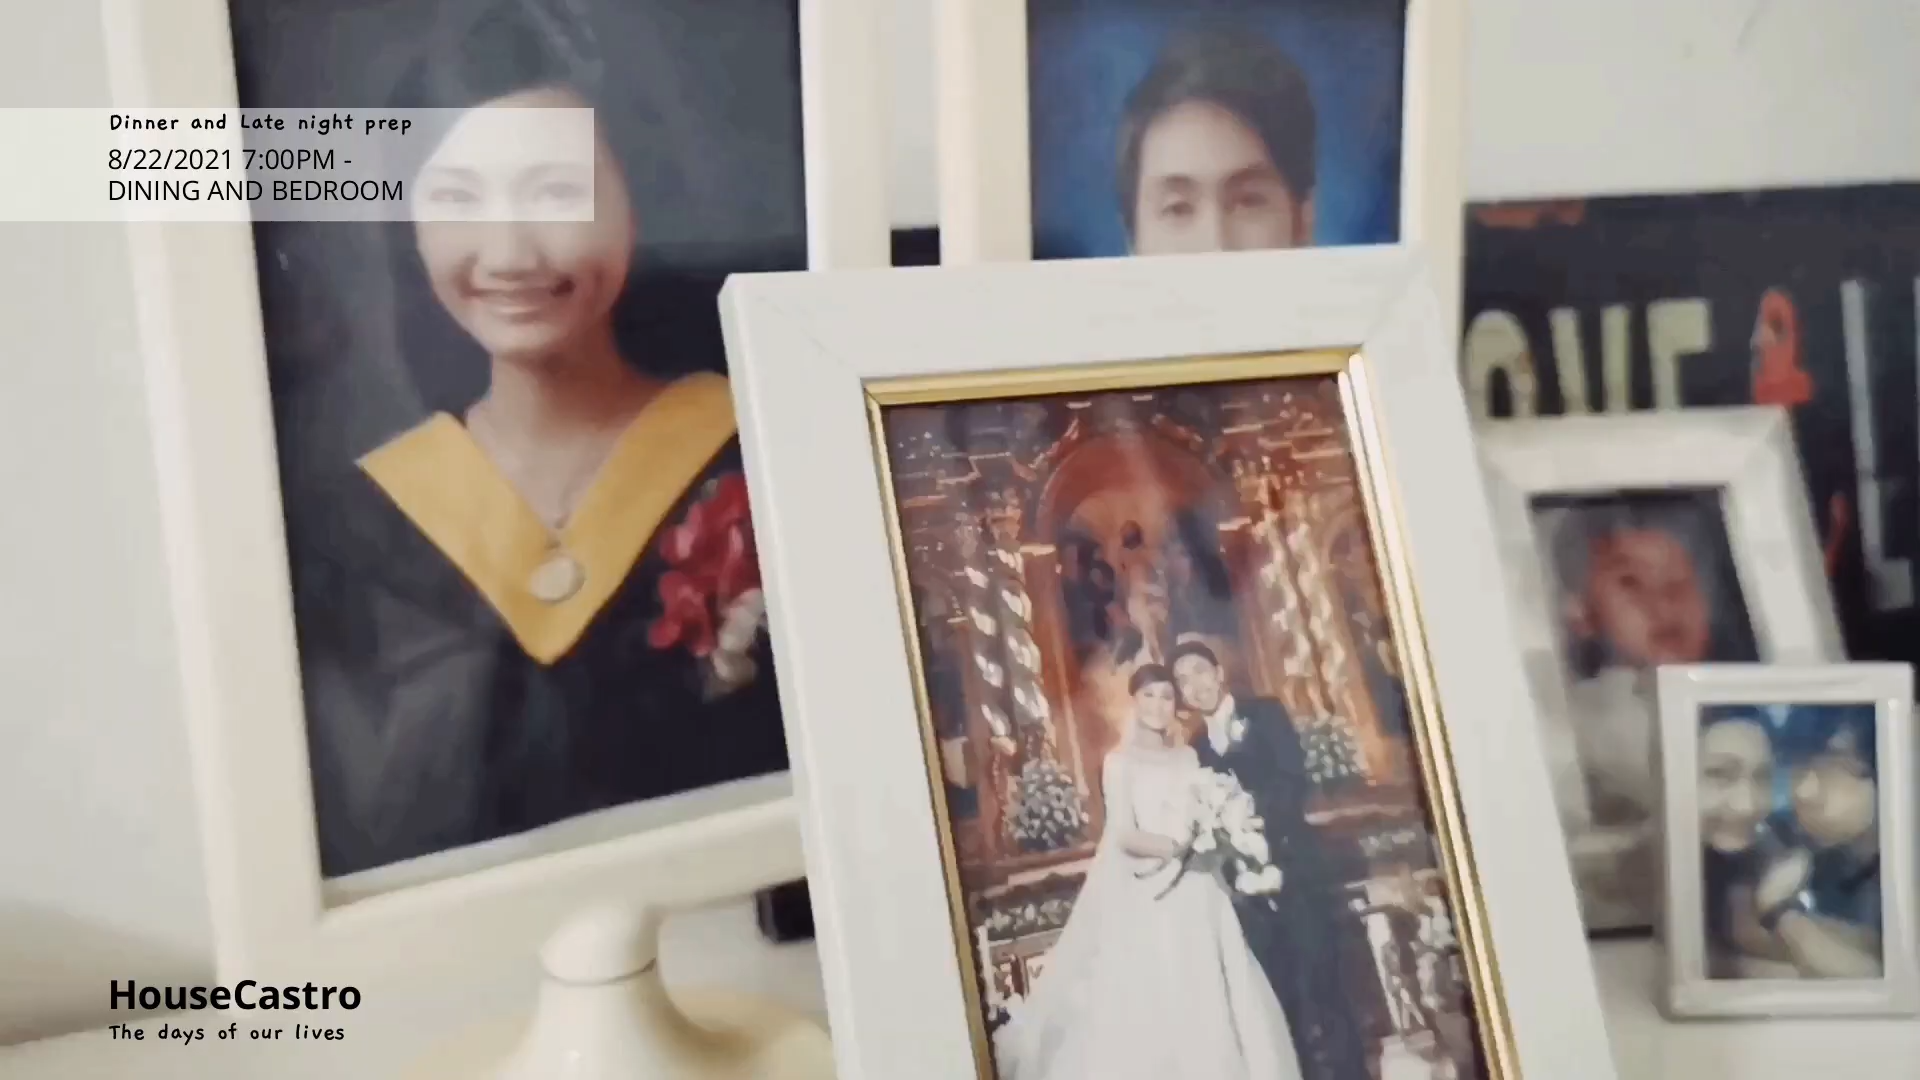 Dinner and Late night prep
8/22/2021 7:00PM -
DINING AND BEDROOM
OVE & L
HouseCastro
The days of our lives